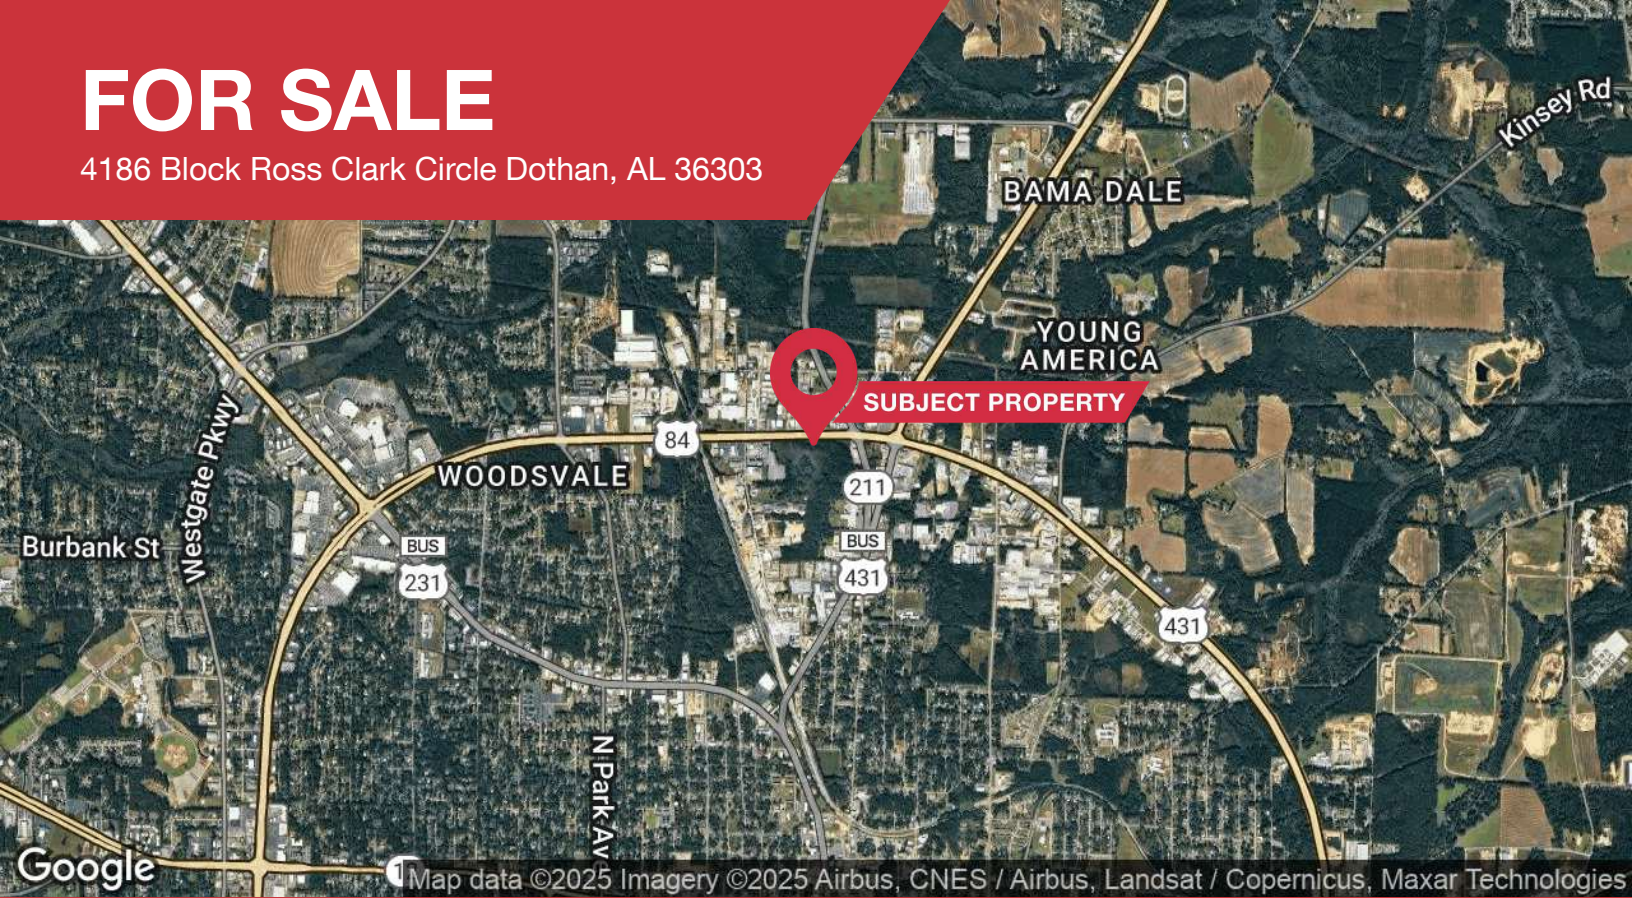 FOR SALE
4186 Block Ross Clark Circle Dothan, AL 36303
Kinsey Rd
BAMA DALE
YOUNG
AMERICA
SUBJECT PROPERTY
84
WOODSVALE
Westgate Pkwy
211
Burbank St
BUS
231
BUS
431
431
N Park Av
Google
1
Map data ©2025 Imagery ©2025 Airbus, CNES / Airbus, Landsat / Copernicus, Maxar Technologies